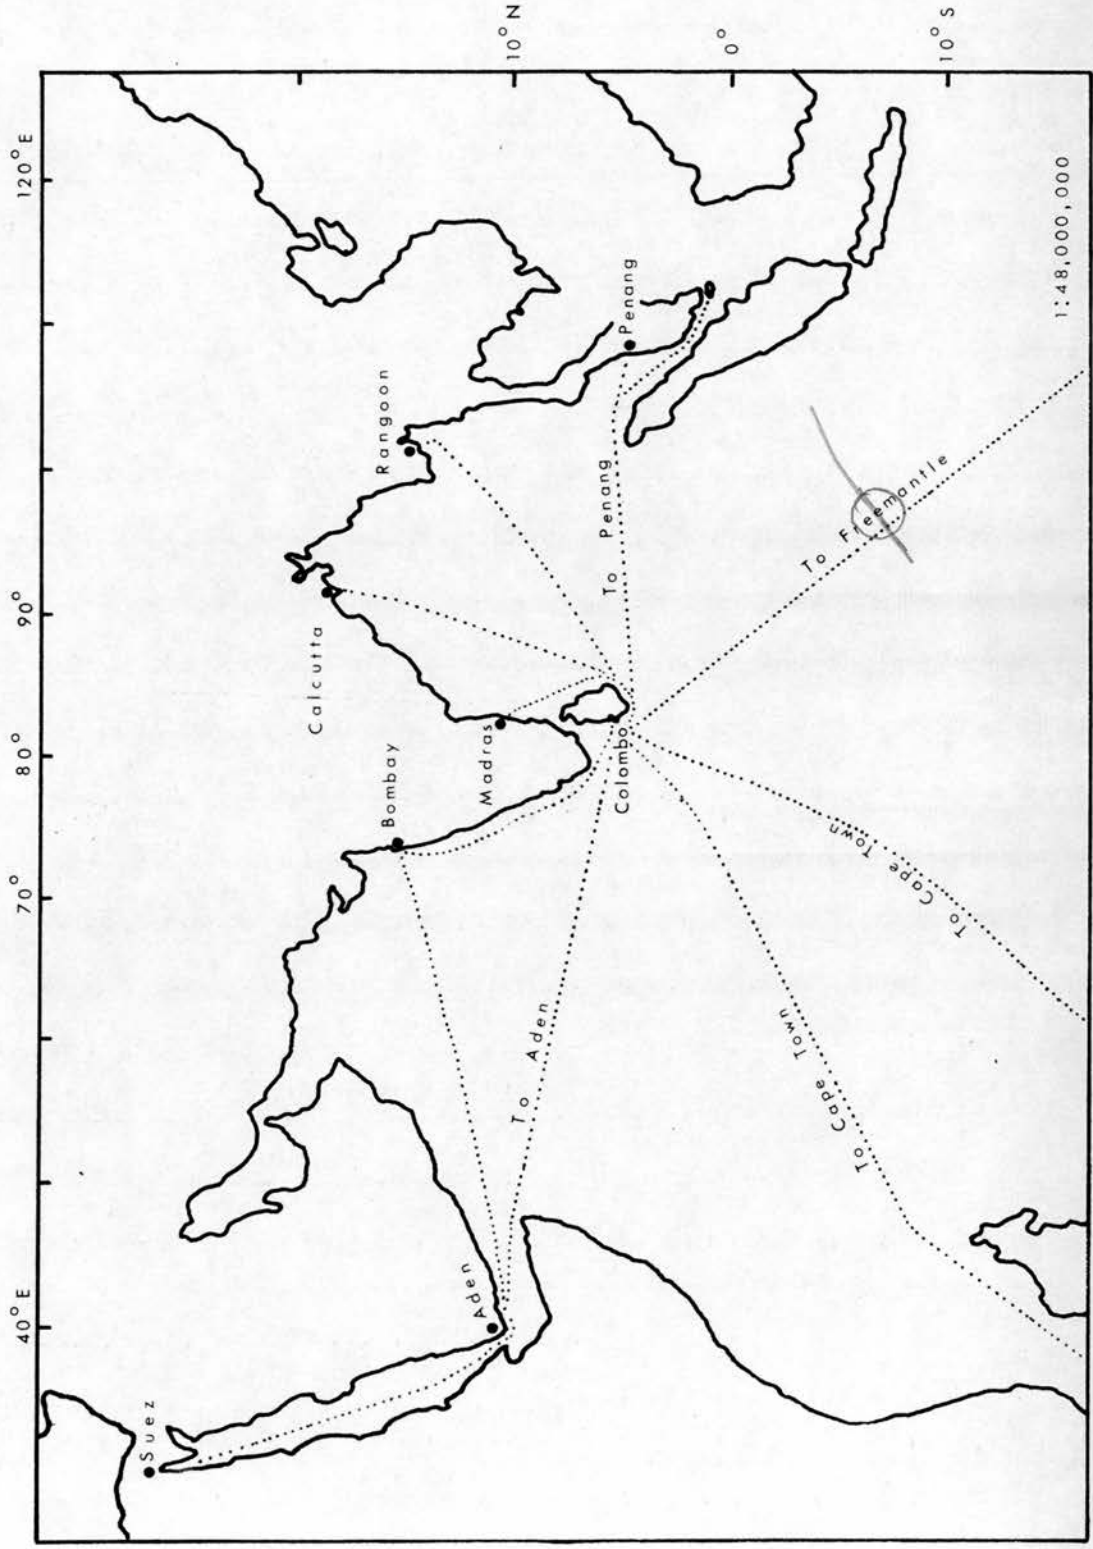 40°E
70°
80°
90°
120°E
10°N
0°
10°S
Suez
Aden
Bombay
Madras
Calcutta
Rangoon
Penang
Colombo
To Aden
To Penang
To Freemantle
To Cape Town
To Cape Town
1:48,000,000